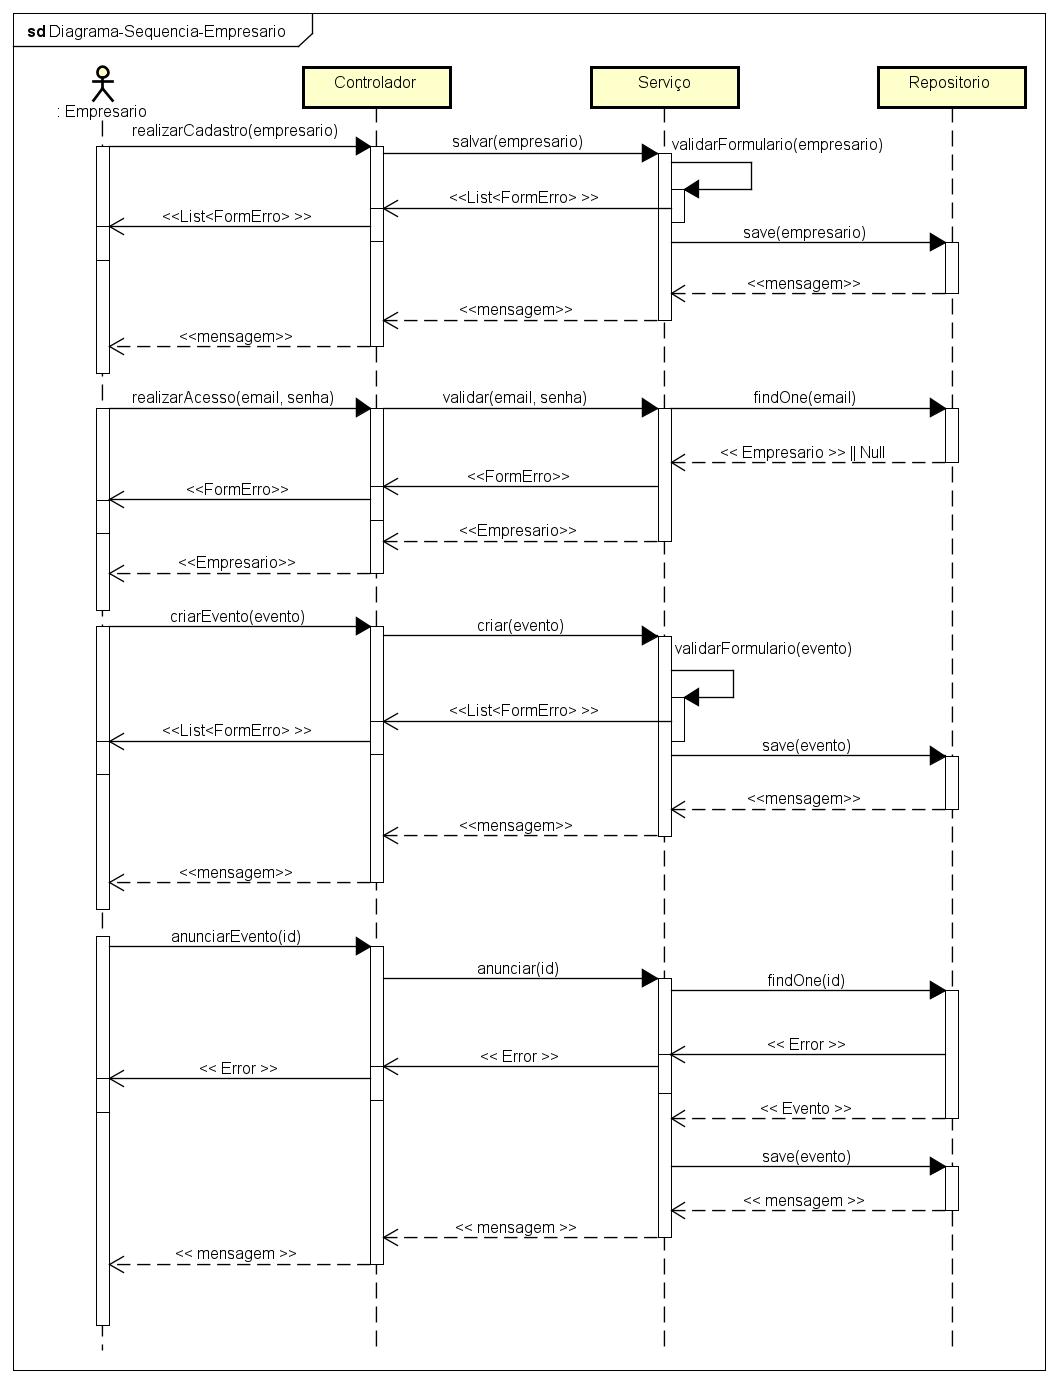 sd Diagrama-Sequencia-Empresario
: Empresario
Controlador
Serviço
Repositorio
realizarCadastro(empresario)
salvar(empresario)
validarFormulario(empresario)
<<List<FormErro> >>
<<List<FormErro> >>
save(empresario)
<<mensagem>>
<<mensagem>>
<<mensagem>>
realizarAcesso(email, senha)
validar(email, senha)
findOne(email)
<< Empresario >> || Null
<<FormErro>>
<<FormErro>>
<<Empresario>>
<<Empresario>>
criarEvento(evento)
criar(evento)
validarFormulario(evento)
<<List<FormErro> >>
<<List<FormErro> >>
save(evento)
<<mensagem>>
<<mensagem>>
<<mensagem>>
anunciarEvento(id)
anunciar(id)
findOne(id)
<< Error >>
<< Error >>
<< Error >>
<< Evento >>
save(evento)
<< mensagem >>
<< mensagem >>
<< mensagem >>